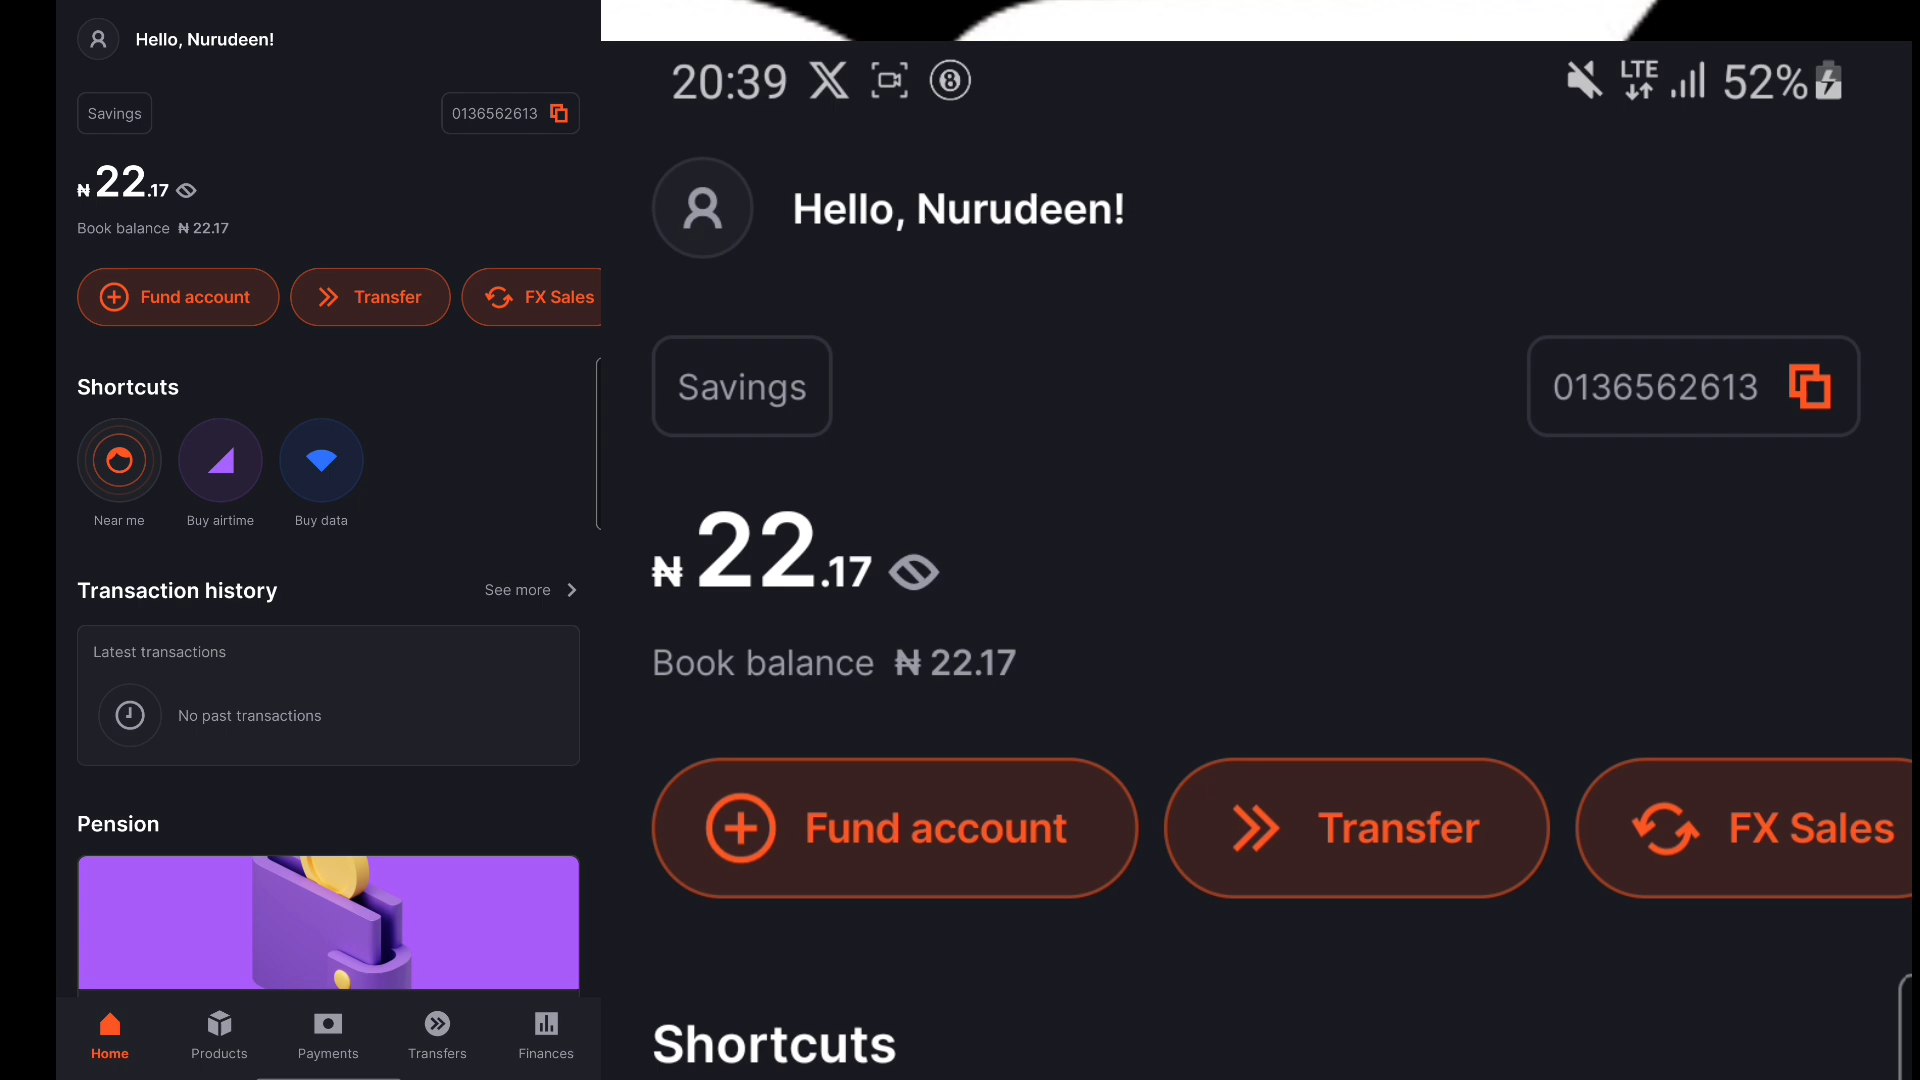 Hello, Nurudeen!
Savings
0136562613
₦22.17
Book balance ₦ 22.17
Fund account
Transfer
FX Sales
Shortcuts
Near me
Buy airtime
Buy data
Transaction history
See more
Latest transactions
No past transactions
Pension
Home
Products
Payments
Transfers
Finances
20:39
LTE
52%
Hello, Nurudeen!
Savings
0136562613
₦22.17
Book balance ₦ 22.17
Fund account
Transfer
FX Sales
Shortcuts